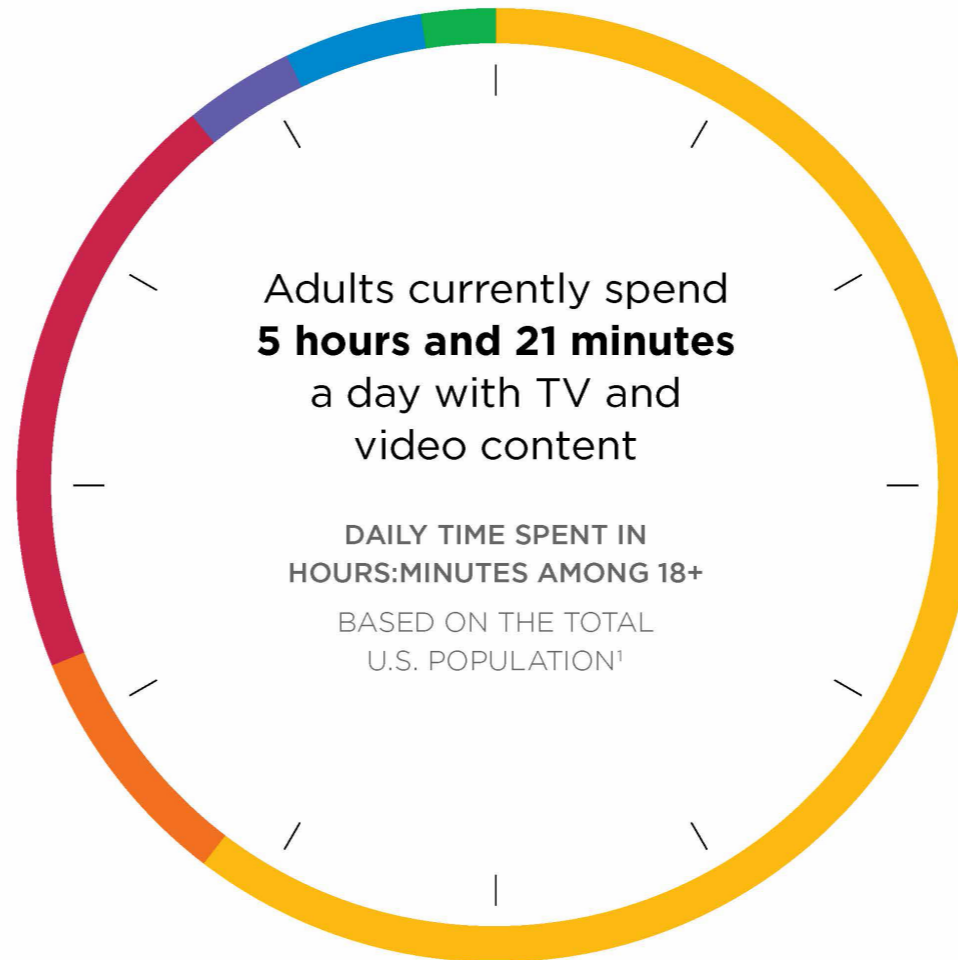 Adults currently spend
5 hours and 21 minutes
a day with TV and
video content
DAILY TIME SPENT IN
HOURS:MINUTES AMONG 18+
BASED ON THE TOTAL
U.S. POPULATION¹